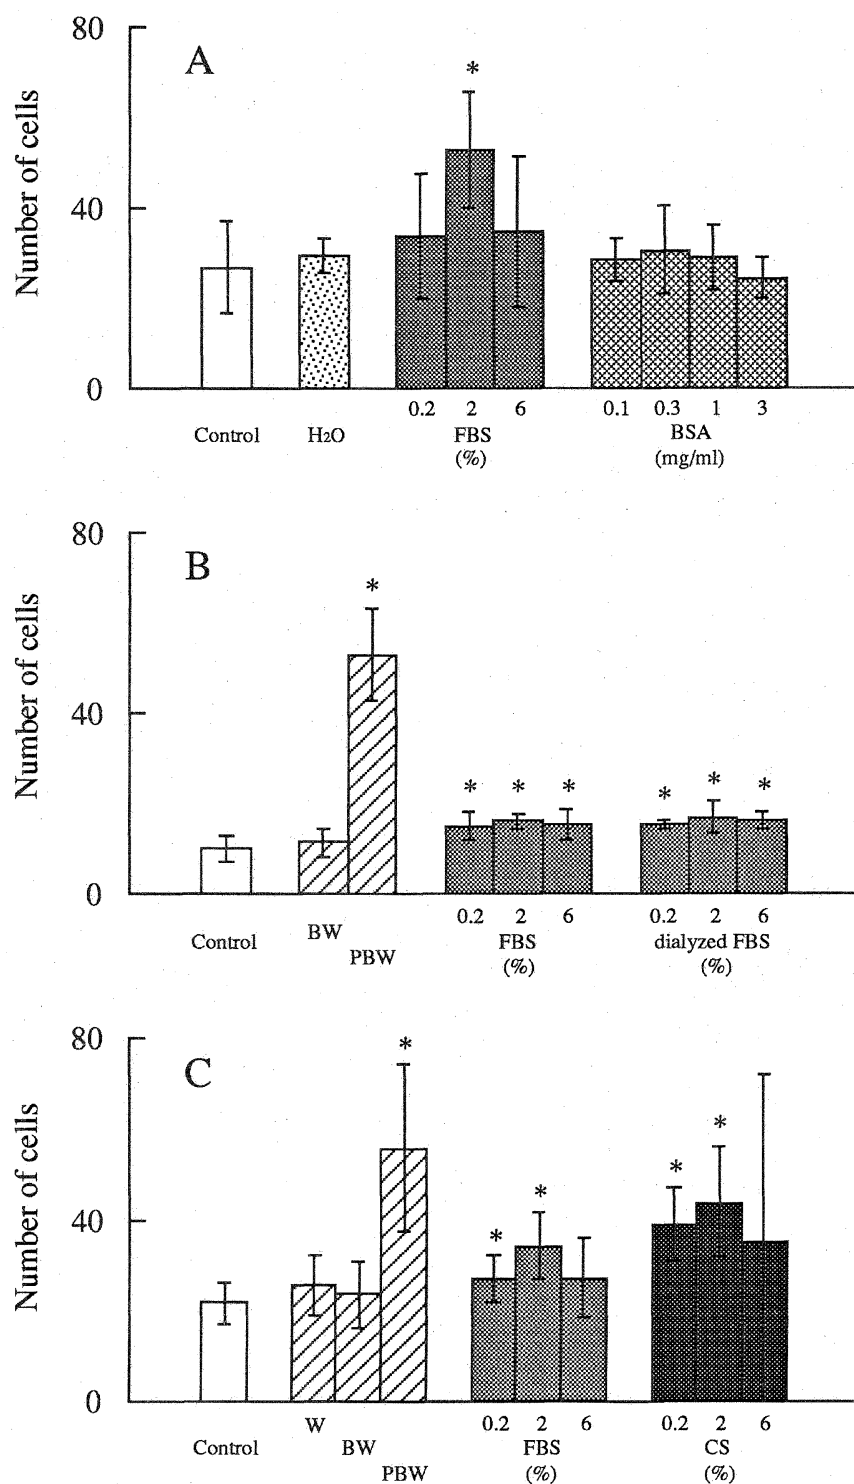 80
A
*
Number of cells
40
0
0.2 2 6 0.1 0.3 1 3
Control H2O FBS BSA
(%) (mg/ml)
80
B
*
Number of cells
40
* * * * * *
0
0.2 2 6 0.2 2 6
Control BW FBS dialyzed FBS
PBW (%) (%)
80
C
*
Number of cells
* * * *
40
0
W 0.2 2 6 0.2 2 6
Control BW FBS CS
PBW (%) (%)